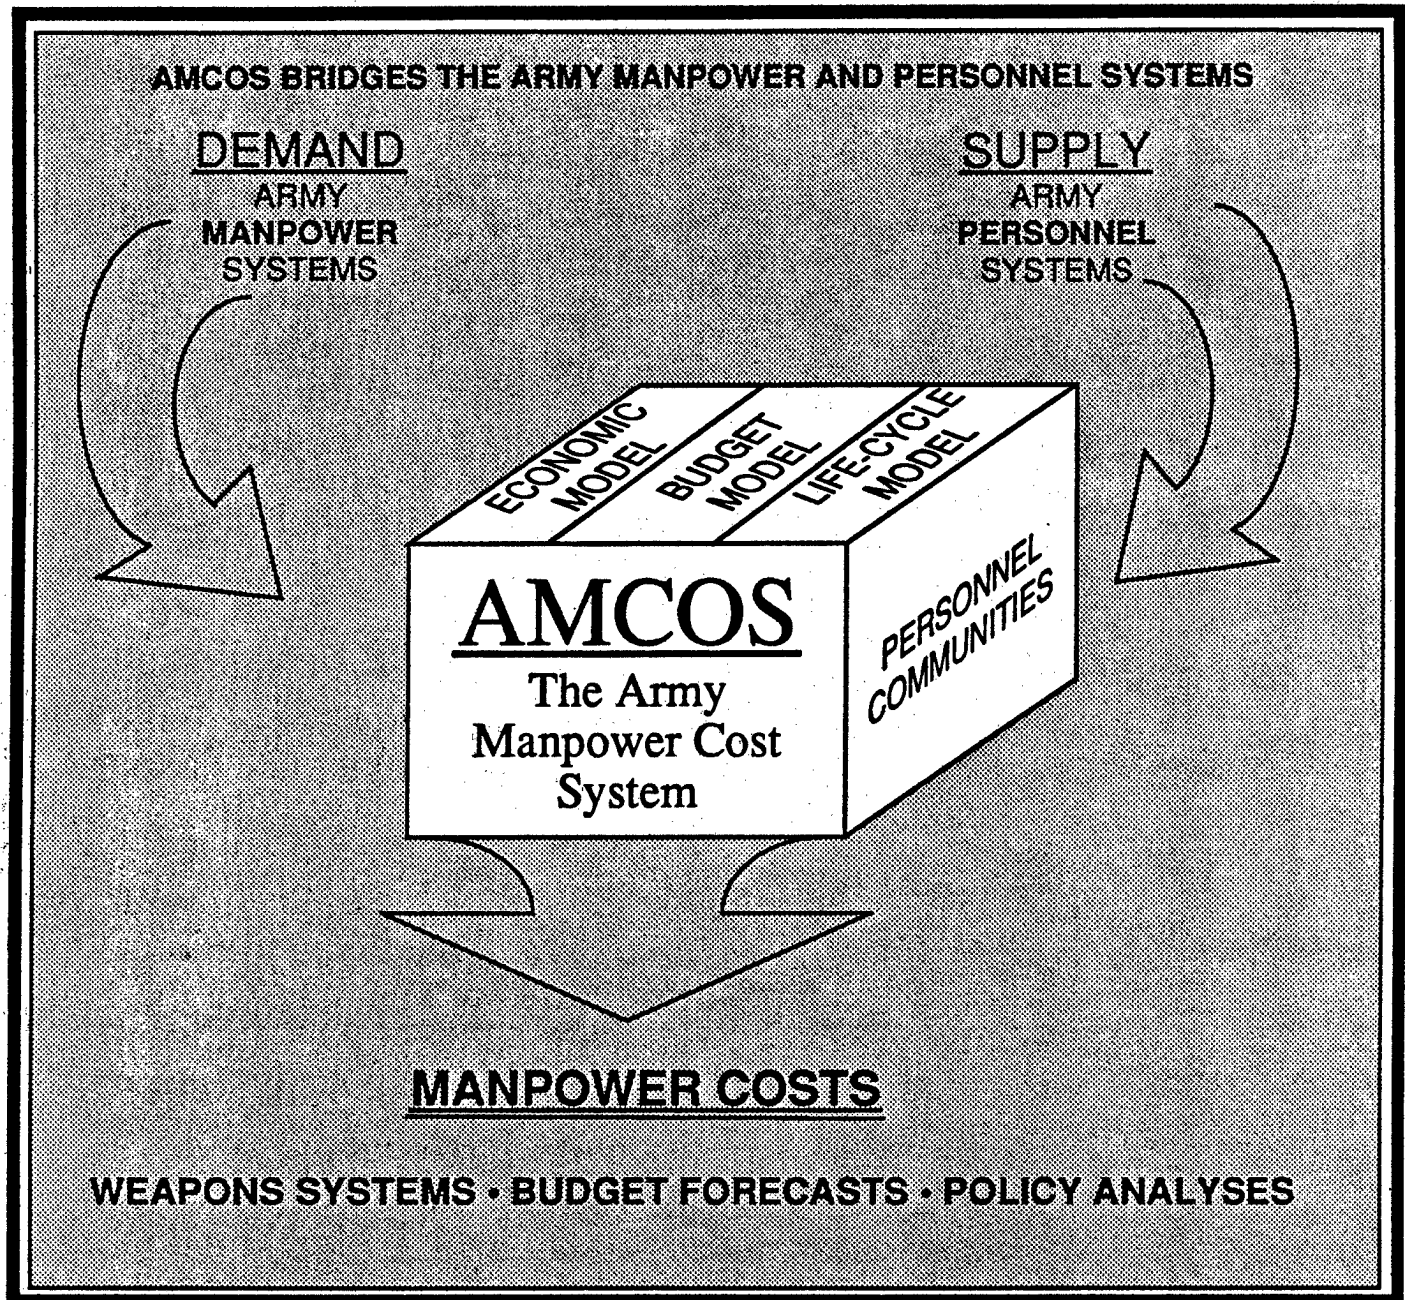 AMCOS BRIDGES THE ARMY MANPOWER AND PERSONNEL SYSTEMS
DEMAND
ARMY
MANPOWER
SYSTEMS
SUPPLY
ARMY
PERSONNEL
SYSTEMS
ECONOMIC
MODEL
BUDGET
MODEL
LIFE-CYCLE
MODEL
AMCOS
The Army
Manpower Cost
System
PERSONNEL
COMMUNITIES
MANPOWER COSTS
WEAPONS SYSTEMS • BUDGET FORECASTS • POLICY ANALYSES